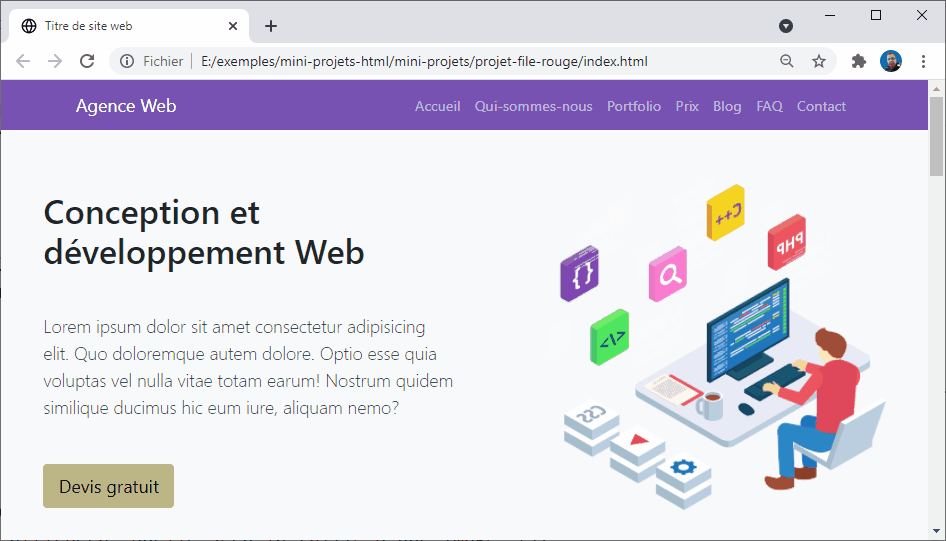 Titre de site web
Fichier
E:/exemples/mini-projets-html/mini-projets/projet-file-rouge/index.html
Agence Web
Accueil Qui-sommes-nous Portfolio Prix Blog FAQ Contact
Conception et
développement Web
Lorem ipsum dolor sit amet consectetur adipisicing
elit. Quo doloremque autem dolore. Optio esse quia
voluptas vel nulla vitae totam earum! Nostrum quidem
similique ducimus hic eum iure, aliquam nemo?
Devis gratuit
C++
PHP
{}
</>
CSS